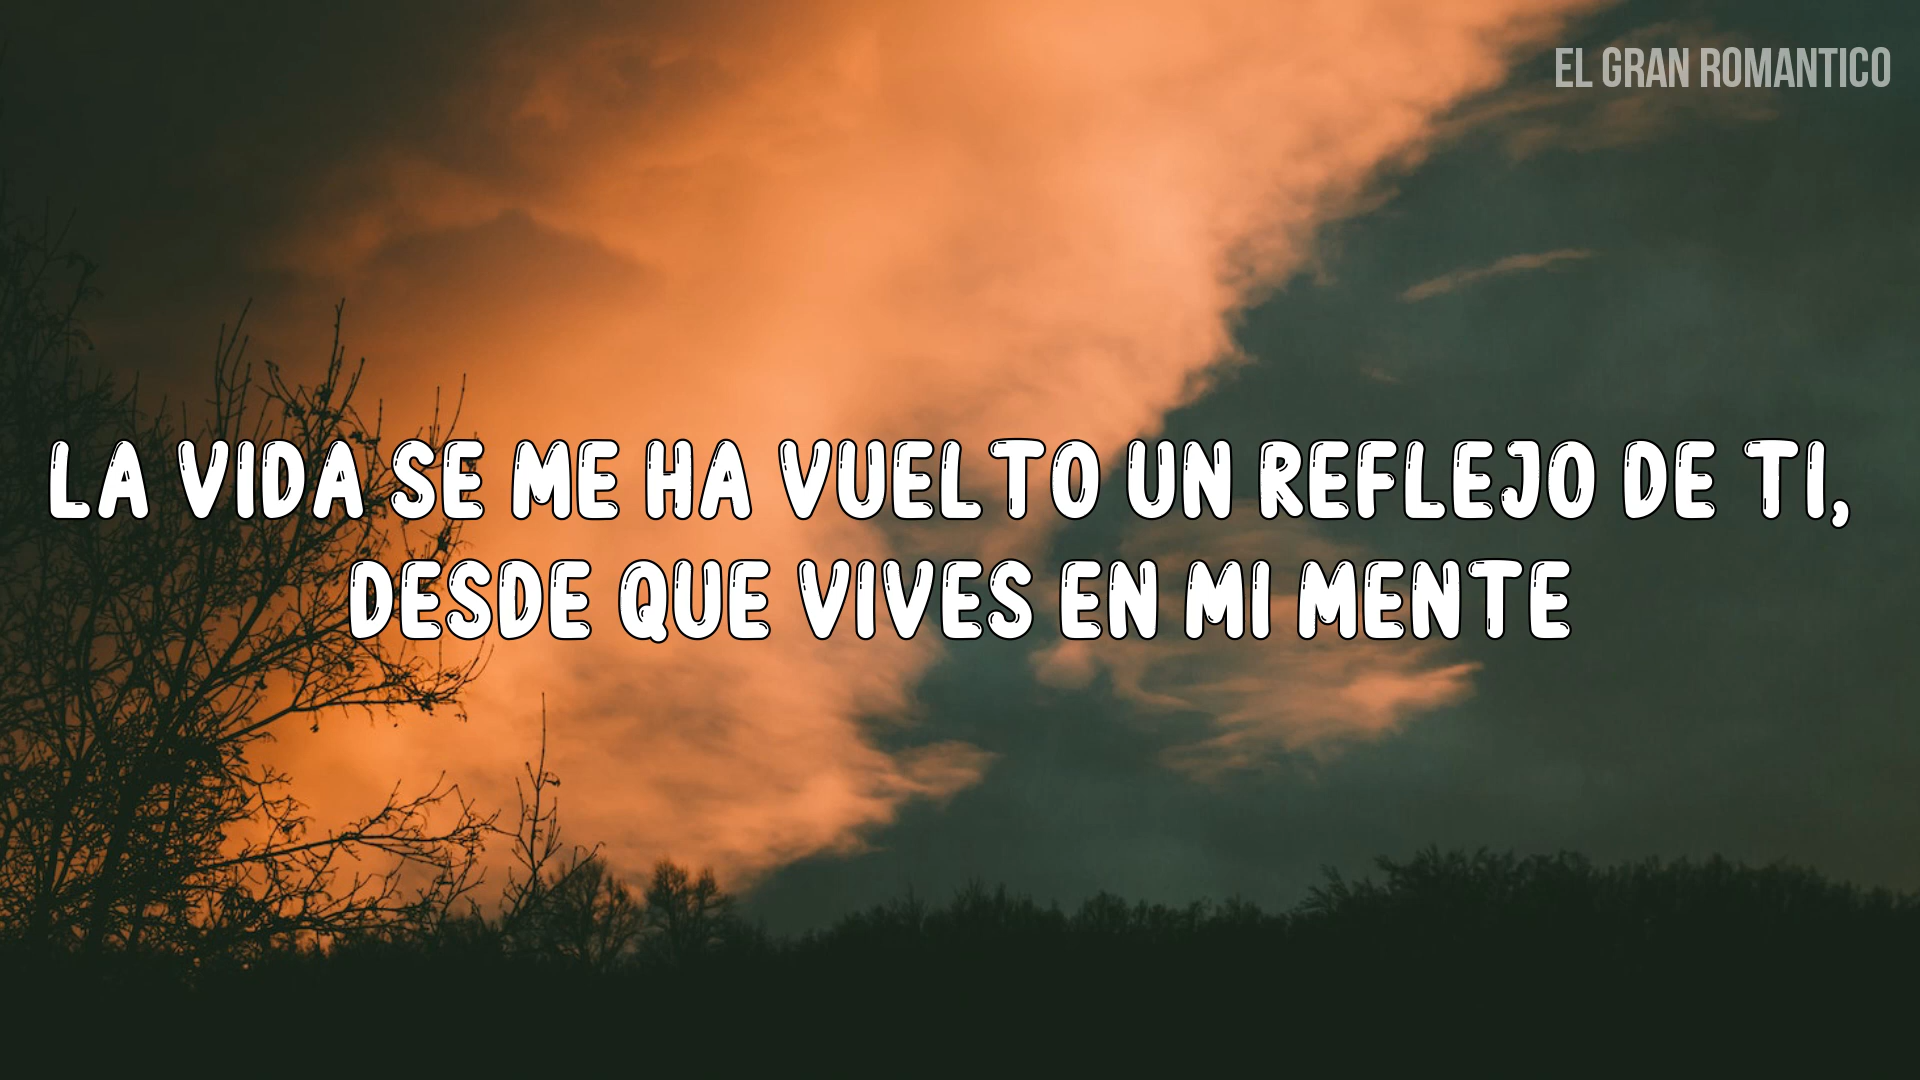 EL GRAN ROMANTICO
LA VIDA SE ME HA VUELTO UN REFLEJO DE TI,
DESDE QUE VIVES EN MI MENTE